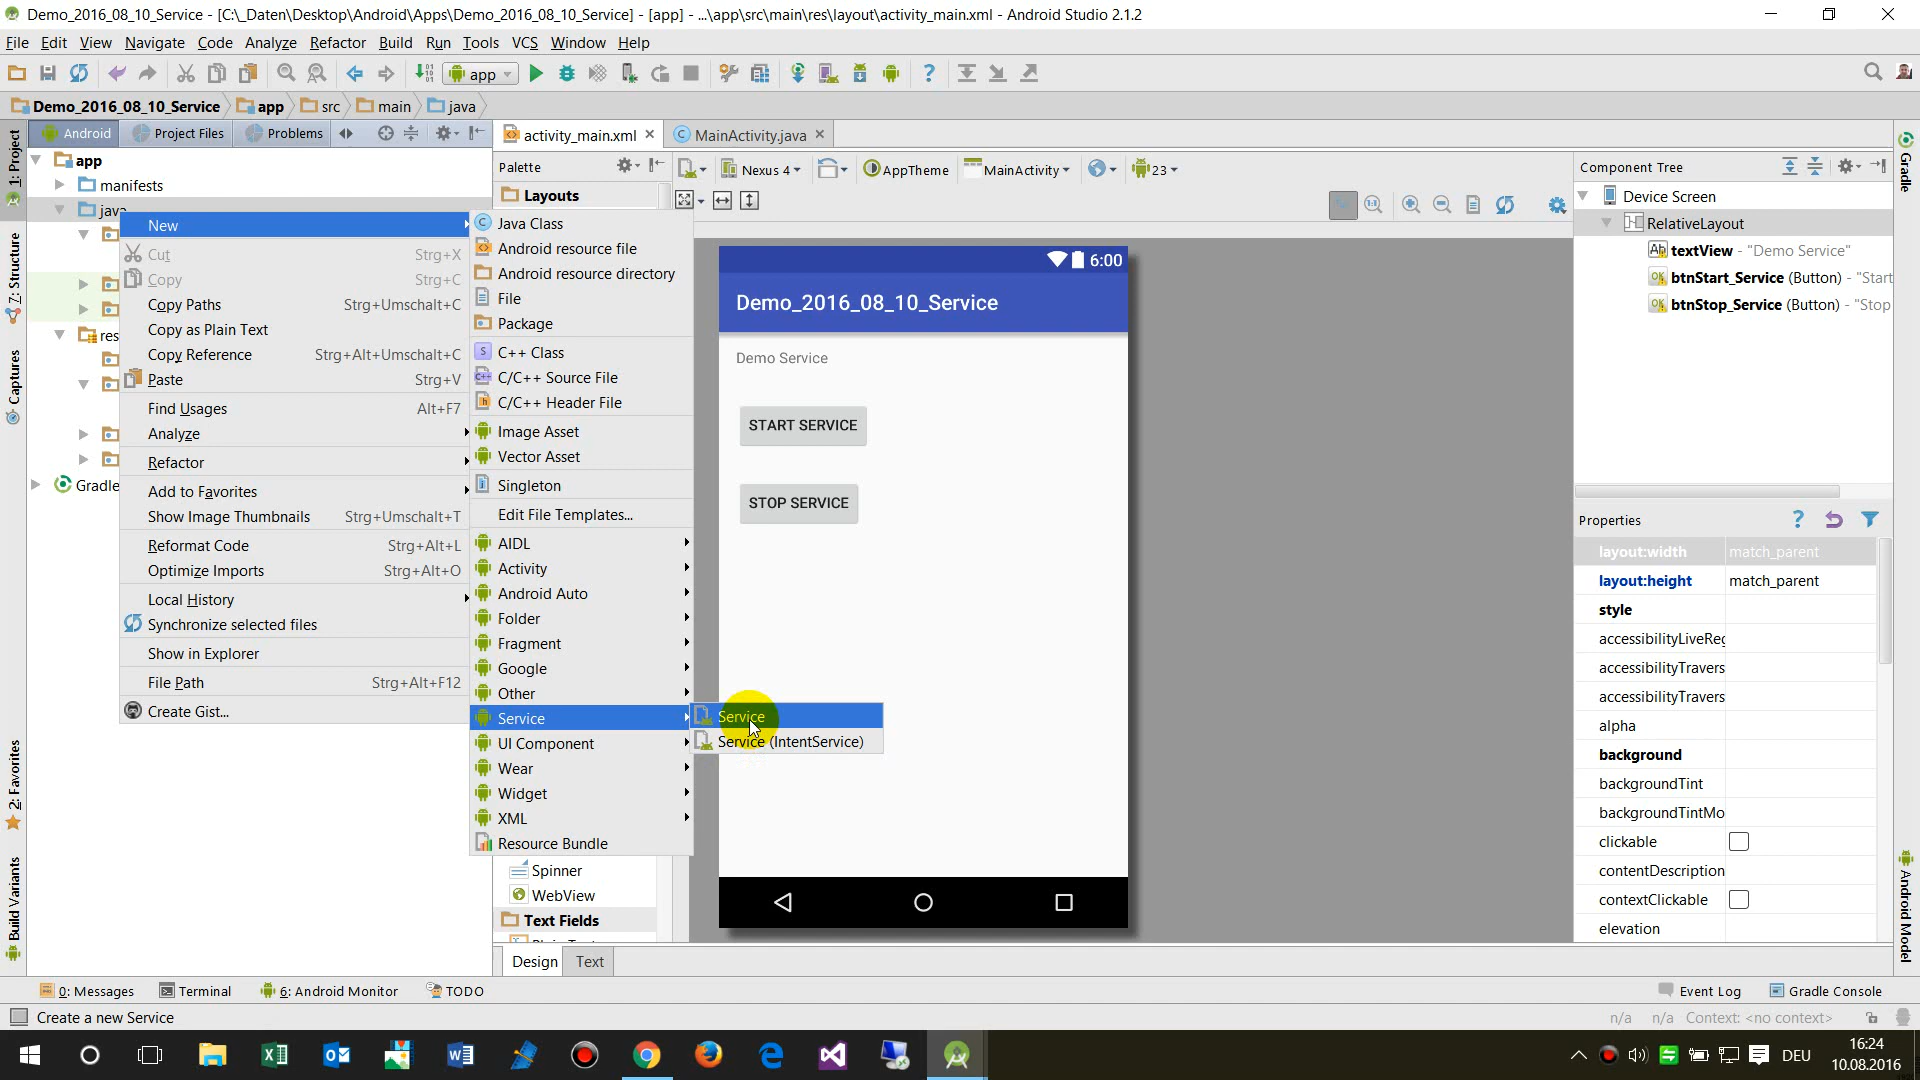 Demo_2016_08_10_Service - [C:\_Daten\Desktop\Android\Apps\Demo_2016_08_10_Service] - [app] - ...\app\src\main\res\layout\activity_main.xml - Android Studio 2.1.2
File Edit View Navigate Code Analyze Refactor Build Run Tools VCS Window Help
app
Demo_2016_08_10_Service app src main java
1: Project
7: Structure
Captures
2: Favorites
Build Variants
Android Project Files Problems
app
manifests
java
res
Gradle
New
Cut Strg+X
Copy Strg+C
Copy Paths Strg+Umschalt+C
Copy as Plain Text
Copy Reference Strg+Alt+Umschalt+C
Paste Strg+V
Find Usages Alt+F7
Analyze
Refactor
Add to Favorites
Show Image Thumbnails Strg+Umschalt+T
Reformat Code Strg+Alt+L
Optimize Imports Strg+Alt+O
Local History
Synchronize selected files
Show in Explorer
File Path Strg+Alt+F12
Create Gist...
Java Class
Android resource file
Android resource directory
File
Package
C++ Class
C/C++ Source File
C/C++ Header File
Image Asset
Vector Asset
Singleton
Edit File Templates...
AIDL
Activity
Android Auto
Folder
Fragment
Google
Other
Service
UI Component
Wear
Widget
XML
Resource Bundle
Service
Service (IntentService)
activity_main.xml MainActivity.java
Palette
Layouts
Spinner
WebView
Text Fields
Nexus 4 AppTheme MainActivity 23
6:00
Demo_2016_08_10_Service
Demo Service
START SERVICE
STOP SERVICE
Design Text
Component Tree
Device Screen
RelativeLayout
textView - "Demo Service"
btnStart_Service (Button) - "Start
btnStop_Service (Button) - "Stop
Properties
layout:width match_parent
layout:height match_parent
style
accessibilityLiveReg
accessibilityTravers
accessibilityTravers
alpha
background
backgroundTint
backgroundTintMo
clickable
contentDescription
contextClickable
elevation
Gradle
Android Model
0: Messages Terminal 6: Android Monitor TODO Event Log Gradle Console
Create a new Service n/a n/a Context: <no context>
DEU
16:24
10.08.2016